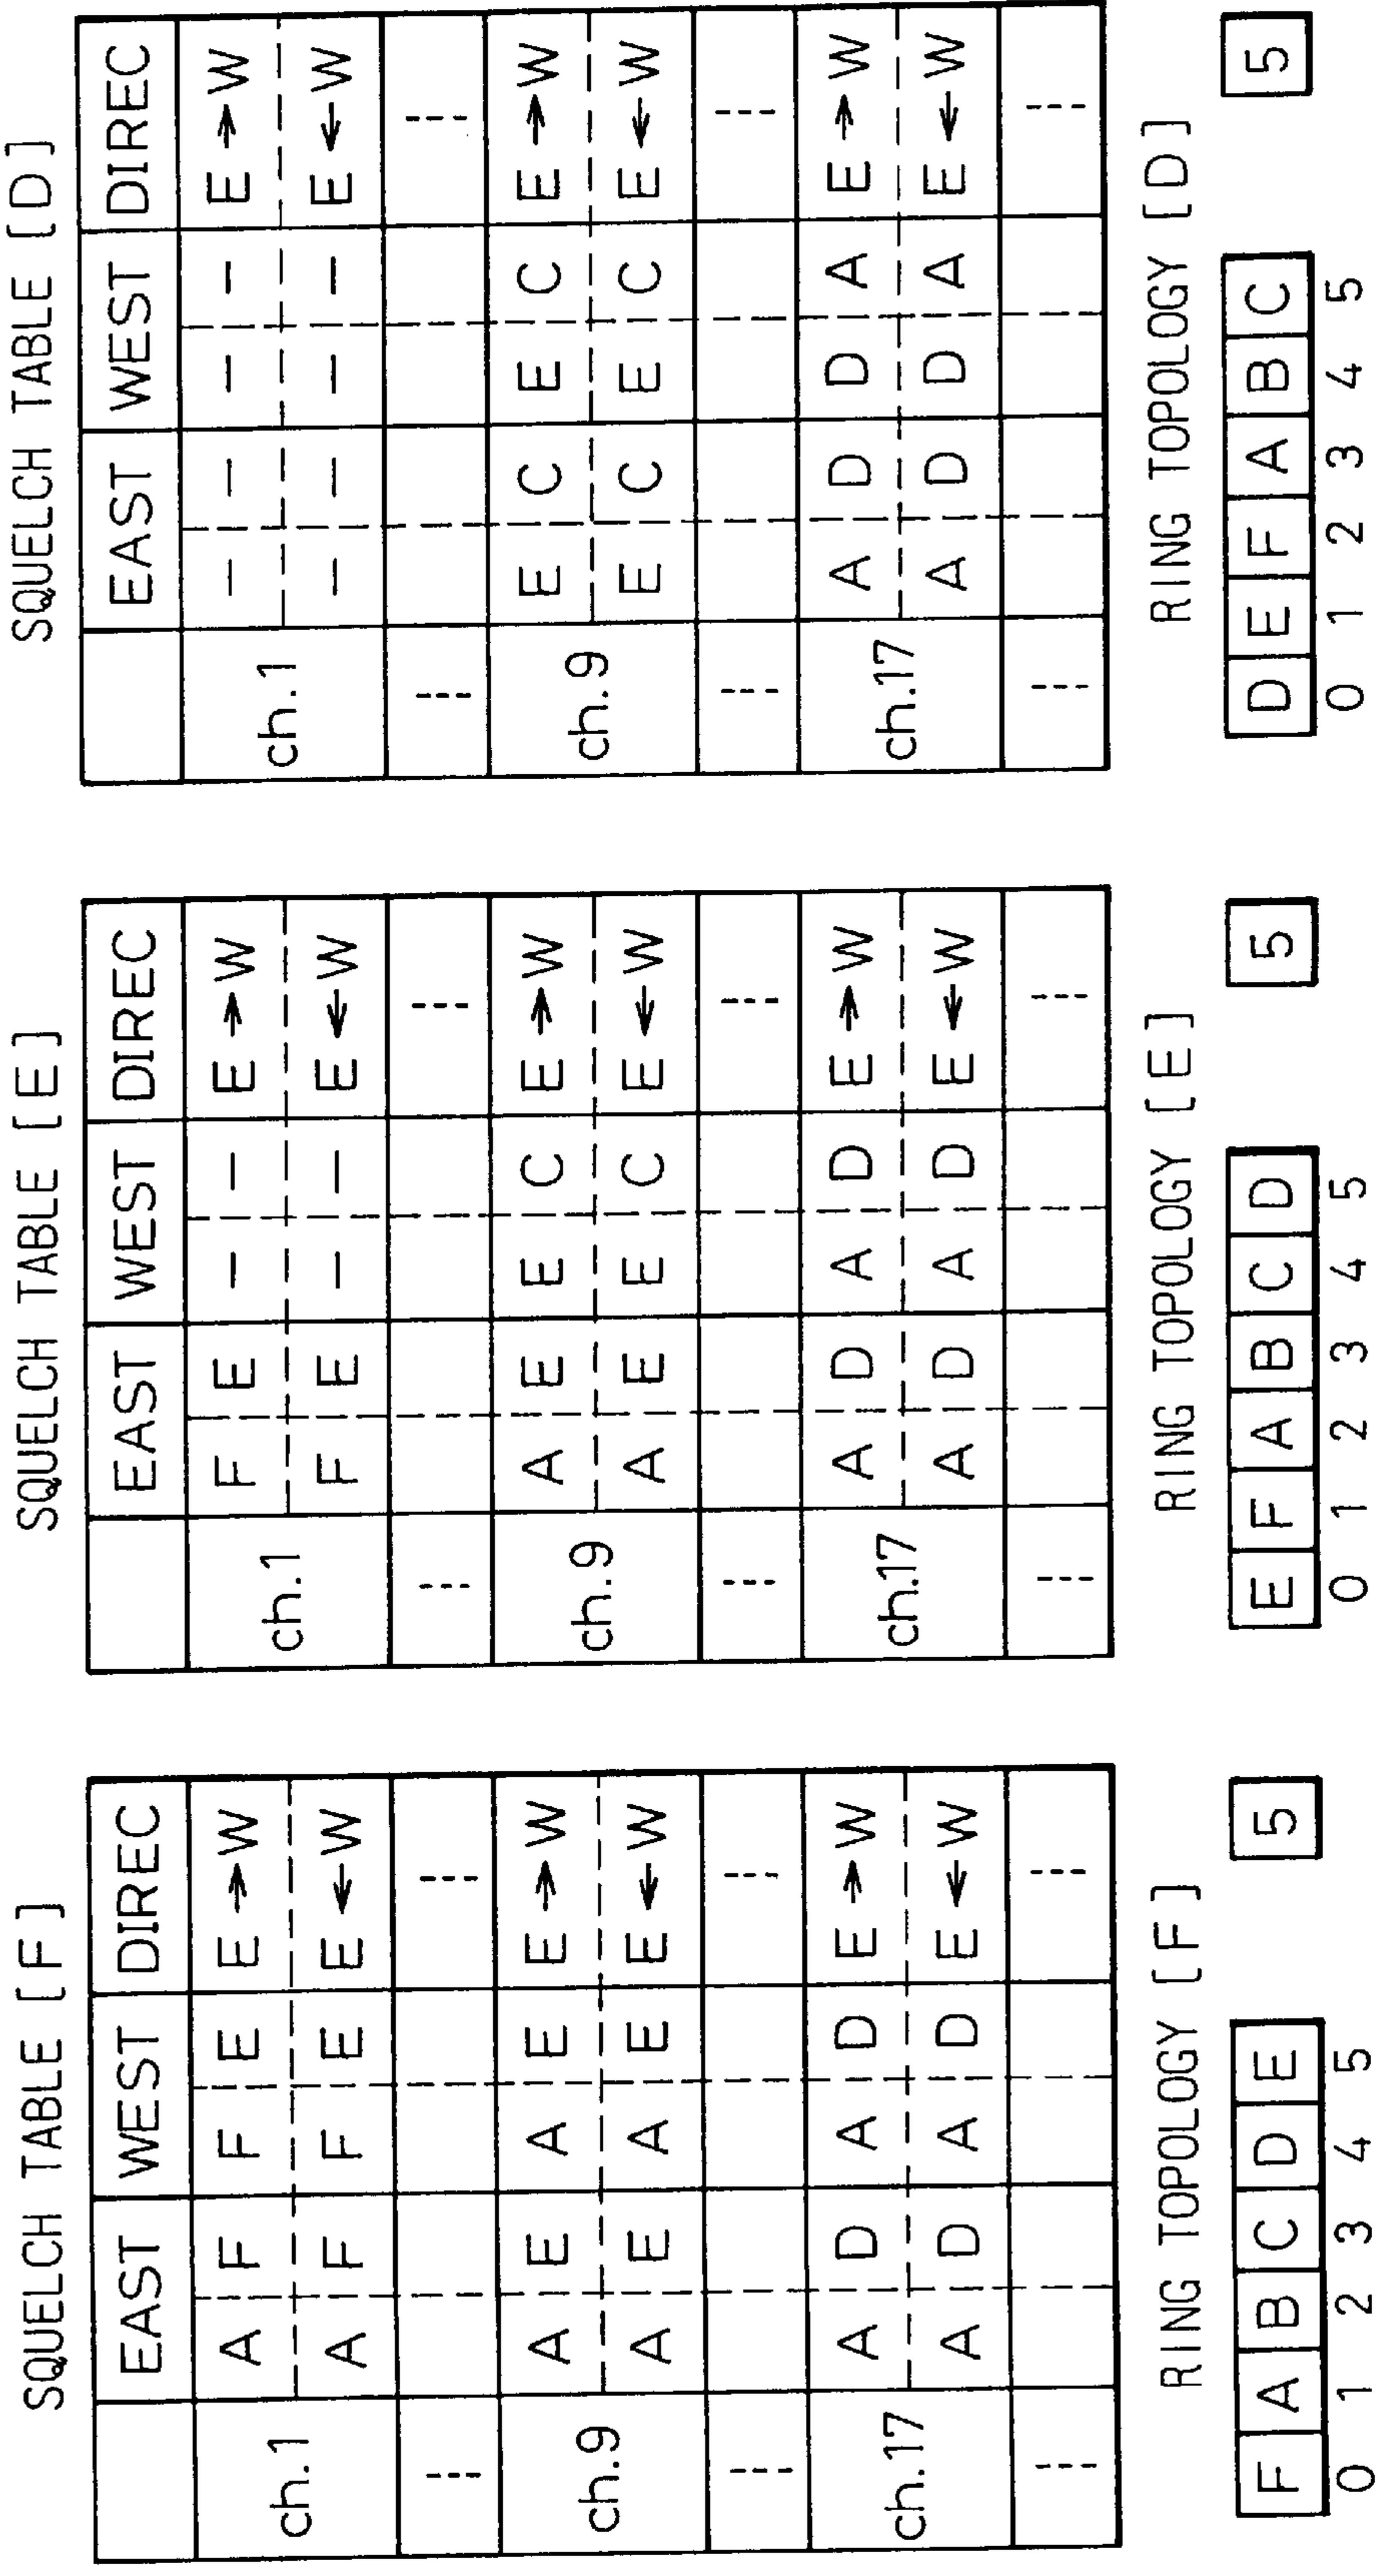 SQUELCH TABLE [F]
EAST WEST DIREC
ch.1
A F F E E→W
A F F E E←W
--- ---
ch.9
A E A E E→W
A E A E E←W
--- ---
ch.17
A D A D E→W
A D A D E←W
--- ---
RING TOPOLOGY [F]
F A B C D E 5
0 1 2 3 4 5
SQUELCH TABLE [E]
EAST WEST DIREC
ch.1
F E – – E→W
F E – – E←W
--- ---
ch.9
A E E C E→W
A E E C E←W
--- ---
ch.17
A D A D E→W
A D A D E←W
--- ---
RING TOPOLOGY [E]
E F A B C D 5
0 1 2 3 4 5
SQUELCH TABLE [D]
EAST WEST DIREC
ch.1
– – – – E→W
– – – – E←W
--- ---
ch.9
E C E C E→W
E C E C E←W
--- ---
ch.17
A D D A E→W
A D D A E←W
--- ---
RING TOPOLOGY [D]
D E F A B C 5
0 1 2 3 4 5